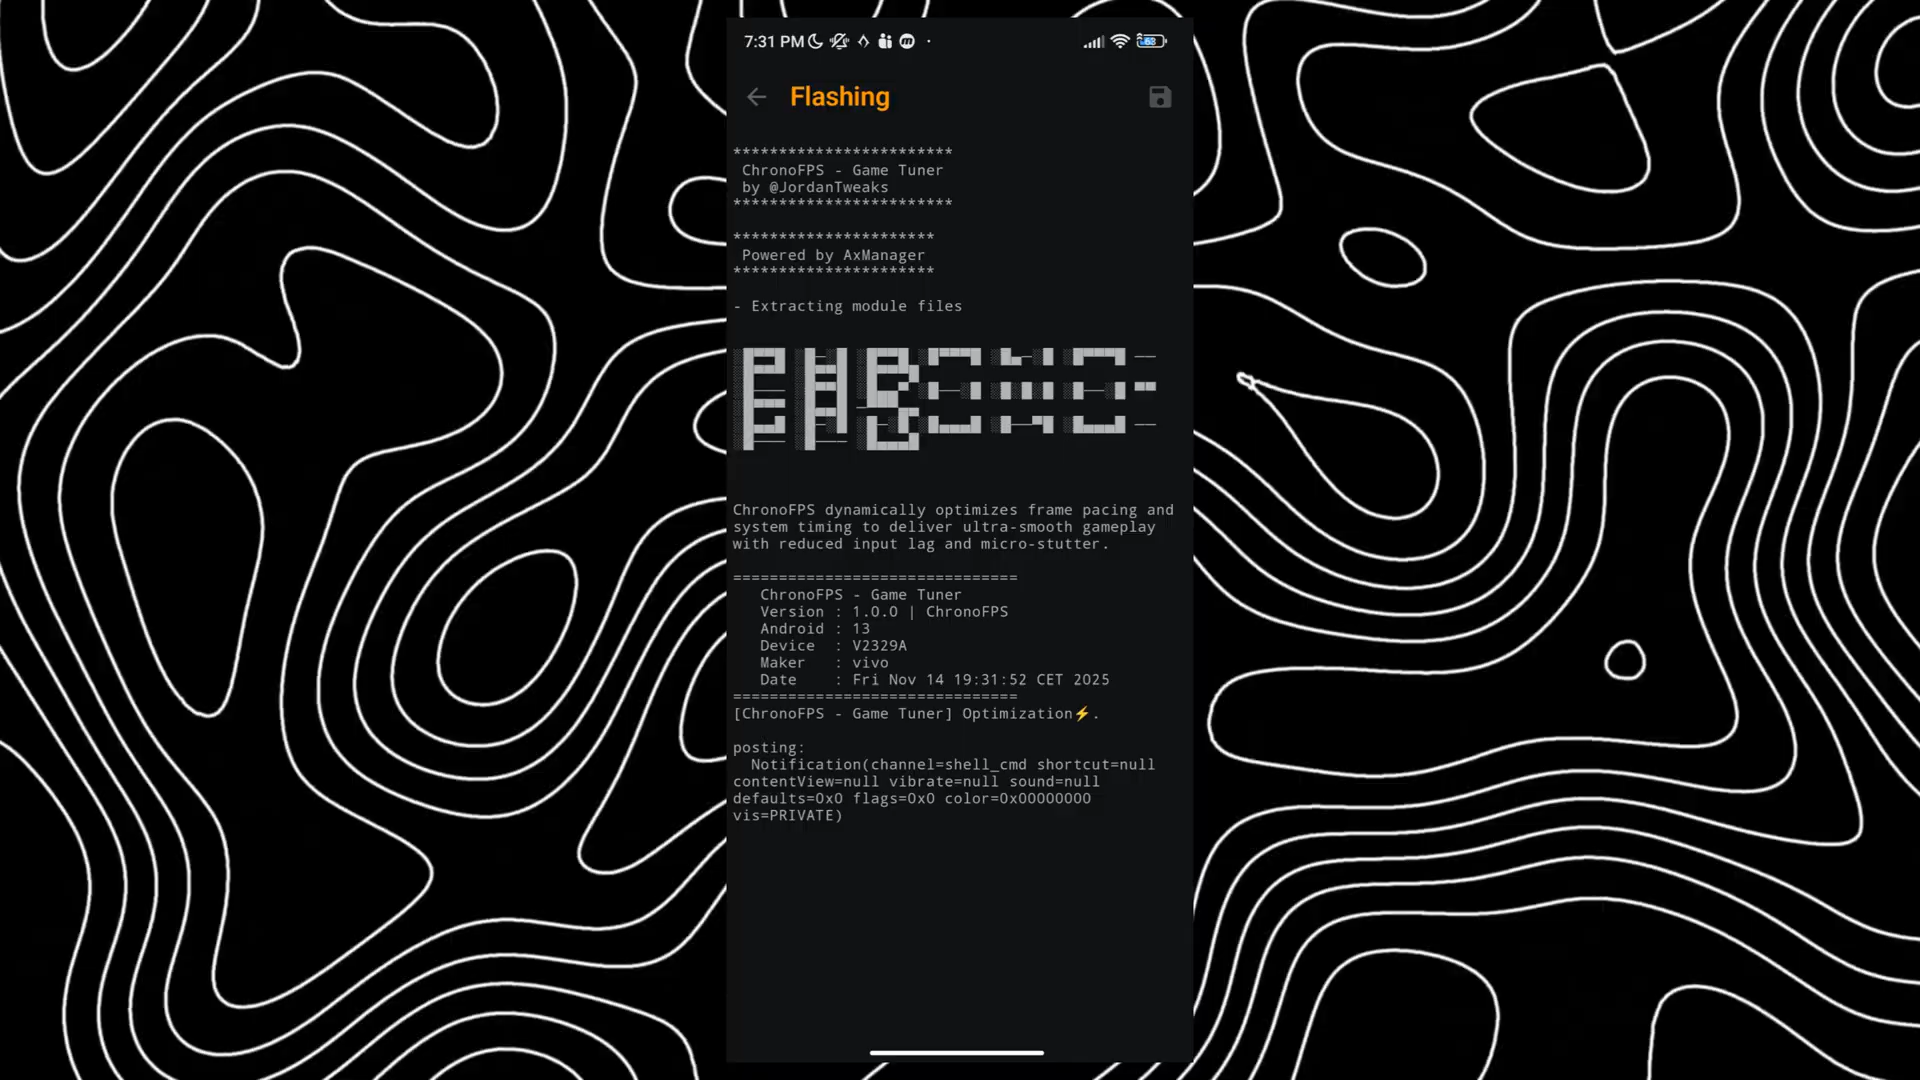 7:31 PM
63
Flashing
************************
ChronoFPS - Game Tuner
by @JordanTweaks
************************
**********************
Powered by AxManager
**********************
- Extracting module files
ChronoFPS dynamically optimizes frame pacing and
system timing to deliver ultra-smooth gameplay
with reduced input lag and micro-stutter.
===============================
ChronoFPS - Game Tuner
Version : 1.0.0 | ChronoFPS
Android : 13
Device : V2329A
Maker : vivo
Date : Fri Nov 14 19:31:52 CET 2025
===============================
[ChronoFPS - Game Tuner] Optimization⚡.
posting:
Notification(channel=shell_cmd shortcut=null
contentView=null vibrate=null sound=null
defaults=0x0 flags=0x0 color=0x00000000
vis=PRIVATE)